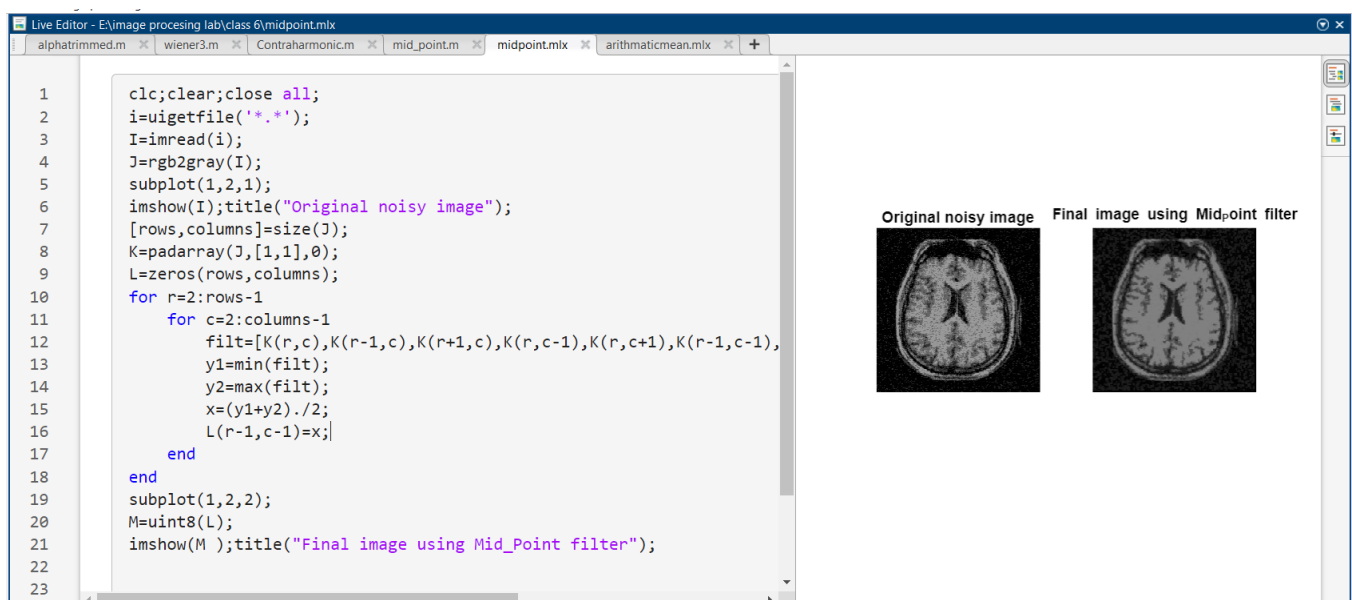 Live Editor - E:\image procesing lab\class 6\midpoint.mlx
alphatrimmed.m wiener3.m Contraharmonic.m mid_point.m midpoint.mlx arithmaticmean.mlx +
1 clc;clear;close all;
2 i=uigetfile('*.*');
3 I=imread(i);
4 J=rgb2gray(I);
5 subplot(1,2,1);
6 imshow(I);title("Original noisy image");
7 [rows,columns]=size(J);
8 K=padarray(J,[1,1],0);
9 L=zeros(rows,columns);
10 for r=2:rows-1
11 for c=2:columns-1
12 filt=[K(r,c),K(r-1,c),K(r+1,c),K(r,c-1),K(r,c+1),K(r-1,c-1),
13 y1=min(filt);
14 y2=max(filt);
15 x=(y1+y2)./2;
16 L(r-1,c-1)=x;
17 end
18 end
19 subplot(1,2,2);
20 M=uint8(L);
21 imshow(M );title("Final image using Mid_Point filter");
22
23
Original noisy image
Final image using Mid​Point filter